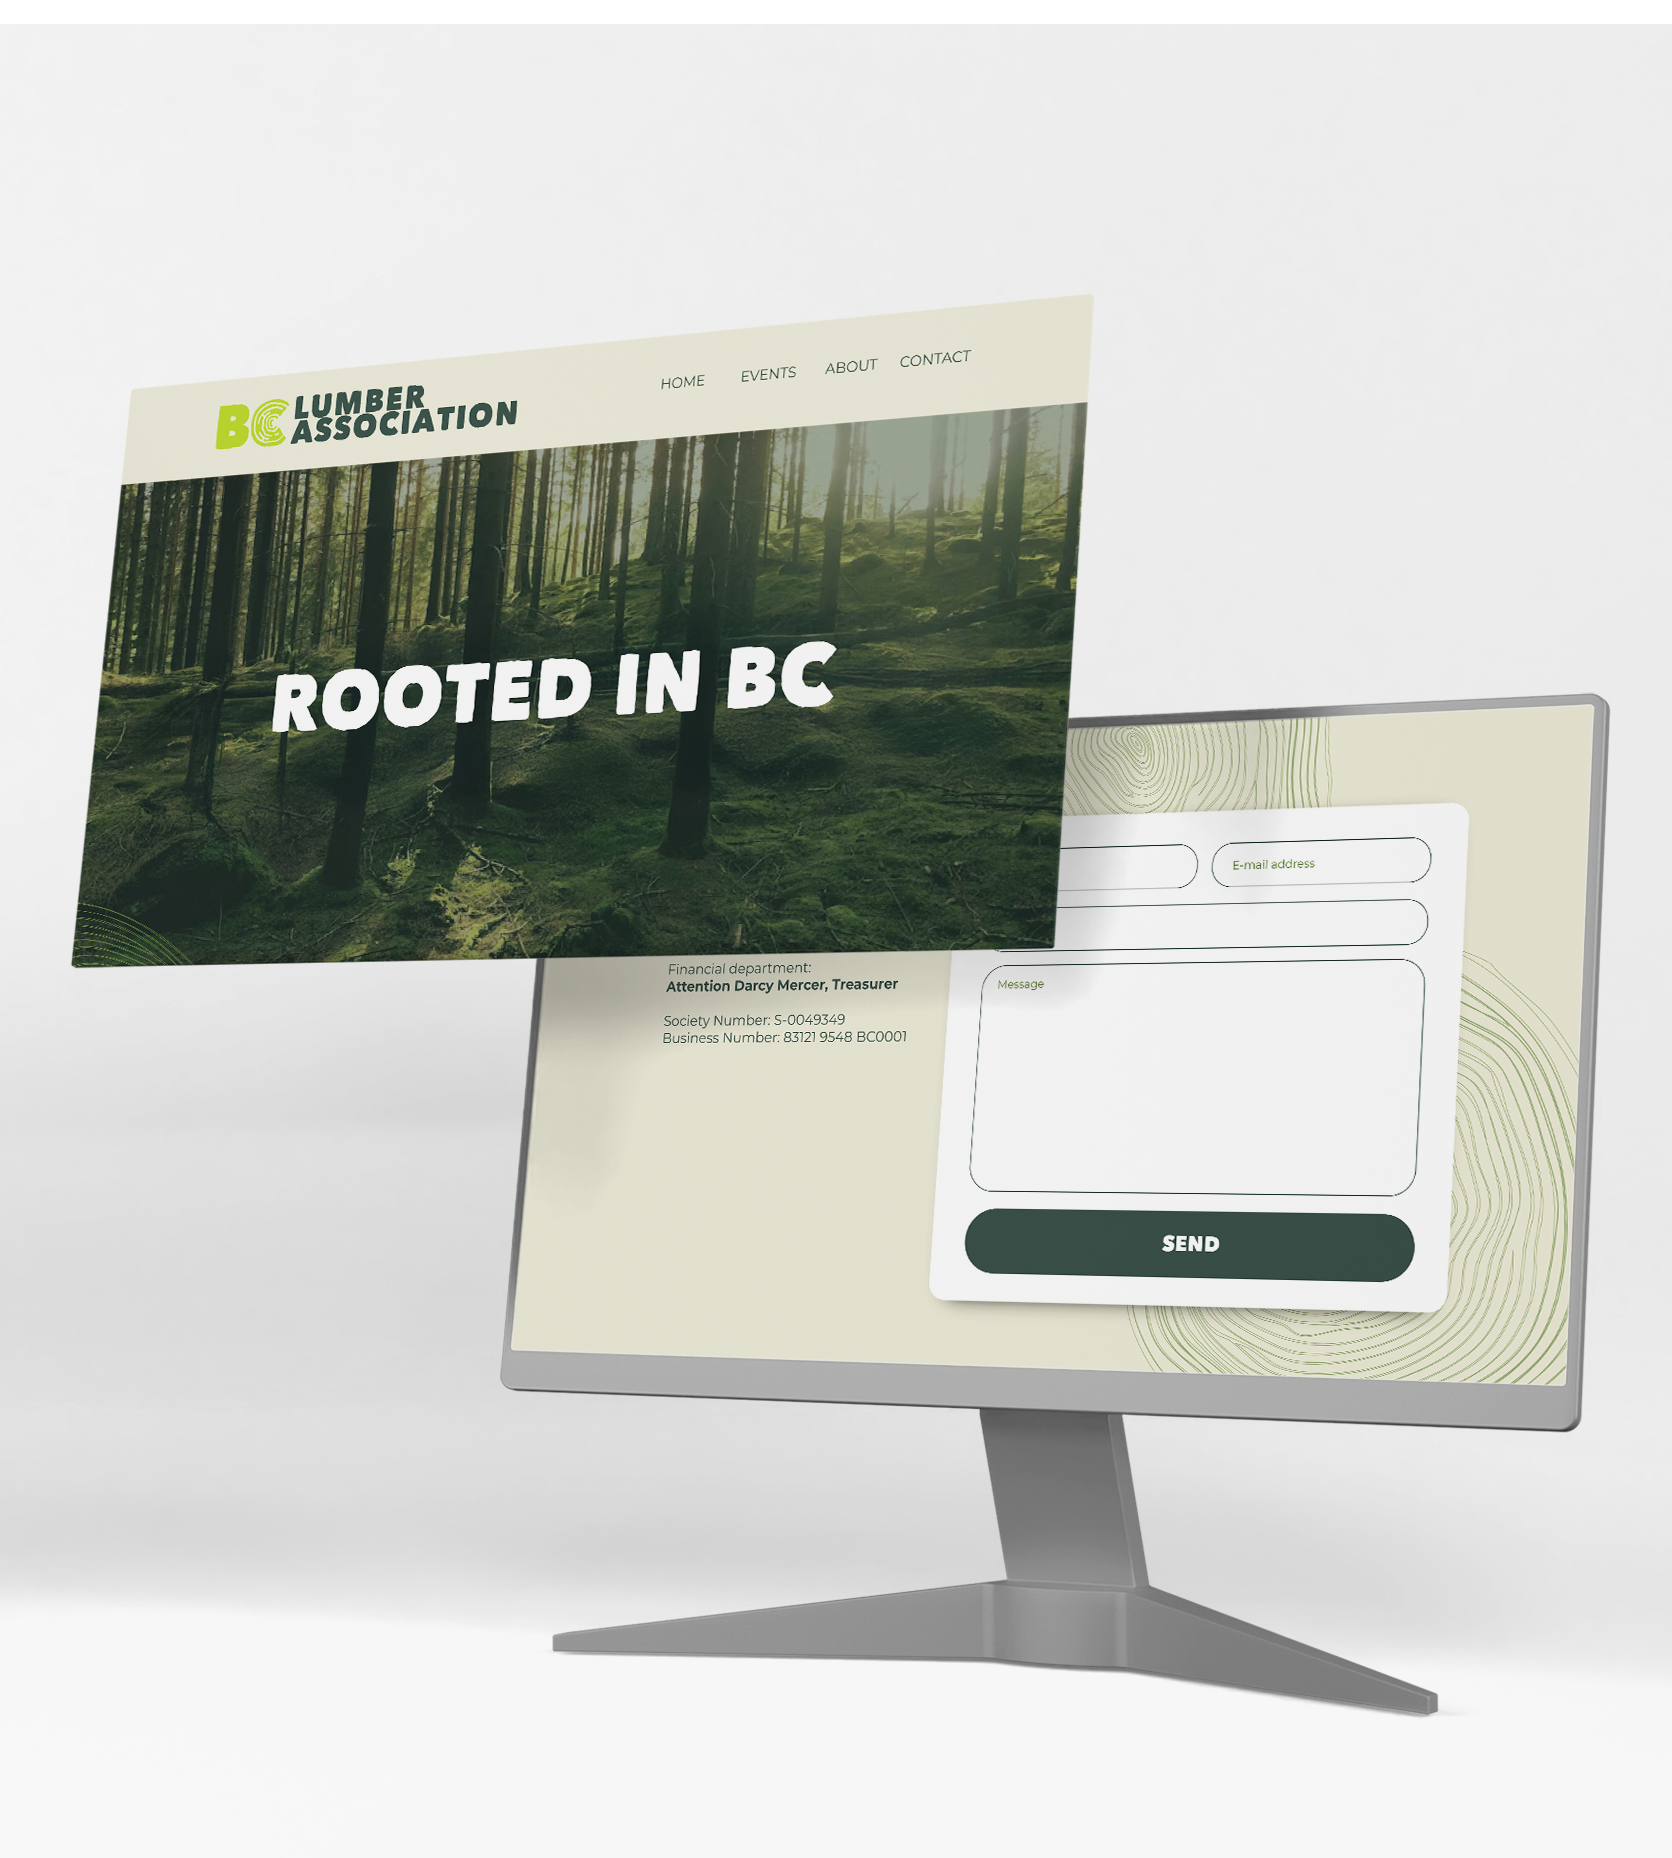 BC LUMBER
ASSOCIATION
HOME EVENTS ABOUT CONTACT
ROOTED IN BC
Financial department:
Attention Darcy Mercer, Treasurer
Society Number: S-0049349
Business Number: 83121 9548 BC0001
E-mail address
Message
SEND